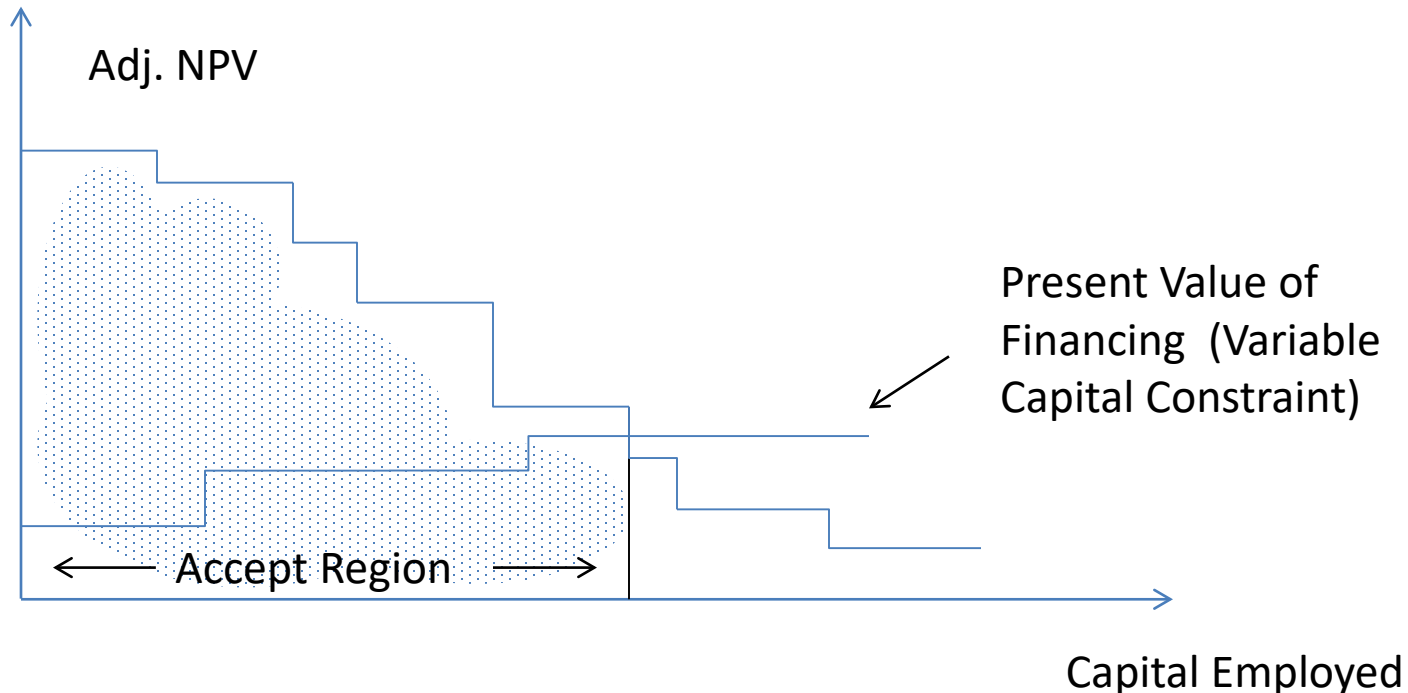 Adj. NPV
Present Value of
Financing (Variable
Capital Constraint)
Accept Region
Capital Employed